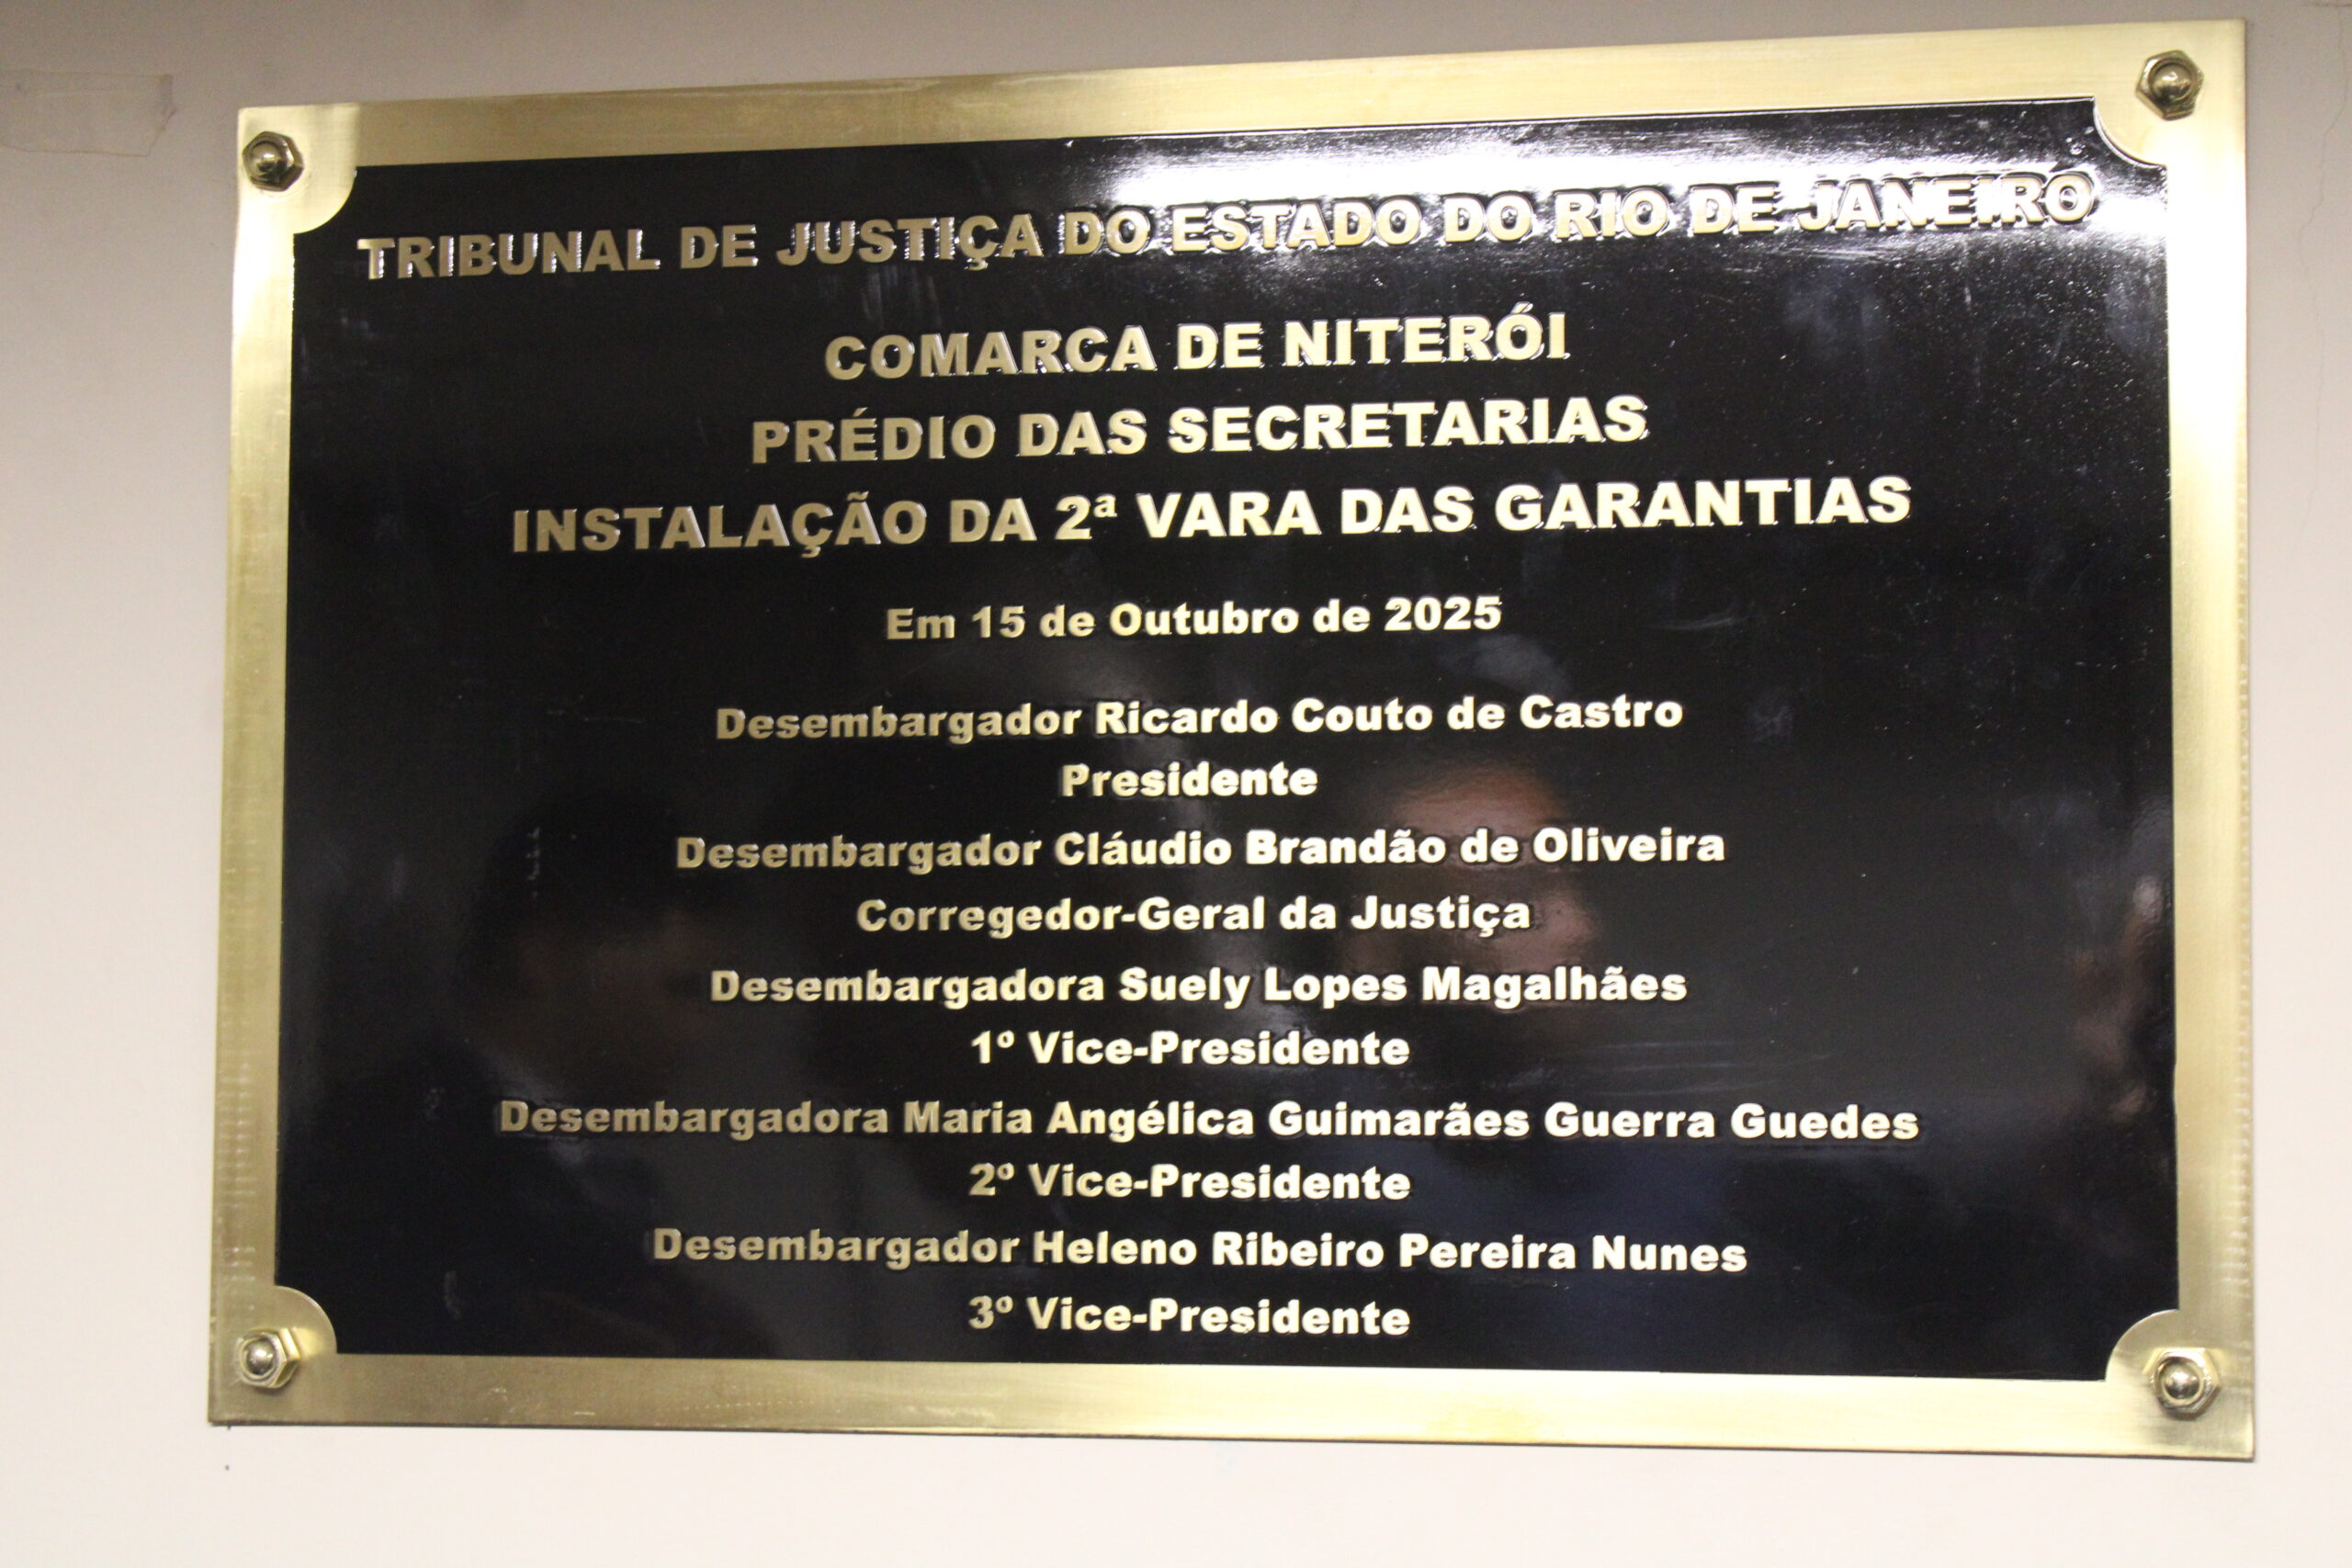 TRIBUNAL DE JUSTIÇA DO ESTADO DO RIO DE JANEIRO
COMARCA DE NITERÓI
PRÉDIO DAS SECRETARIAS
INSTALAÇÃO DA 2ª VARA DAS GARANTIAS
Em 15 de Outubro de 2025
Desembargador Ricardo Couto de Castro
Presidente
Desembargador Cláudio Brandão de Oliveira
Corregedor-Geral da Justiça
Desembargadora Suely Lopes Magalhães
1º Vice-Presidente
Desembargadora Maria Angélica Guimarães Guerra Guedes
2º Vice-Presidente
Desembargador Heleno Ribeiro Pereira Nunes
3º Vice-Presidente